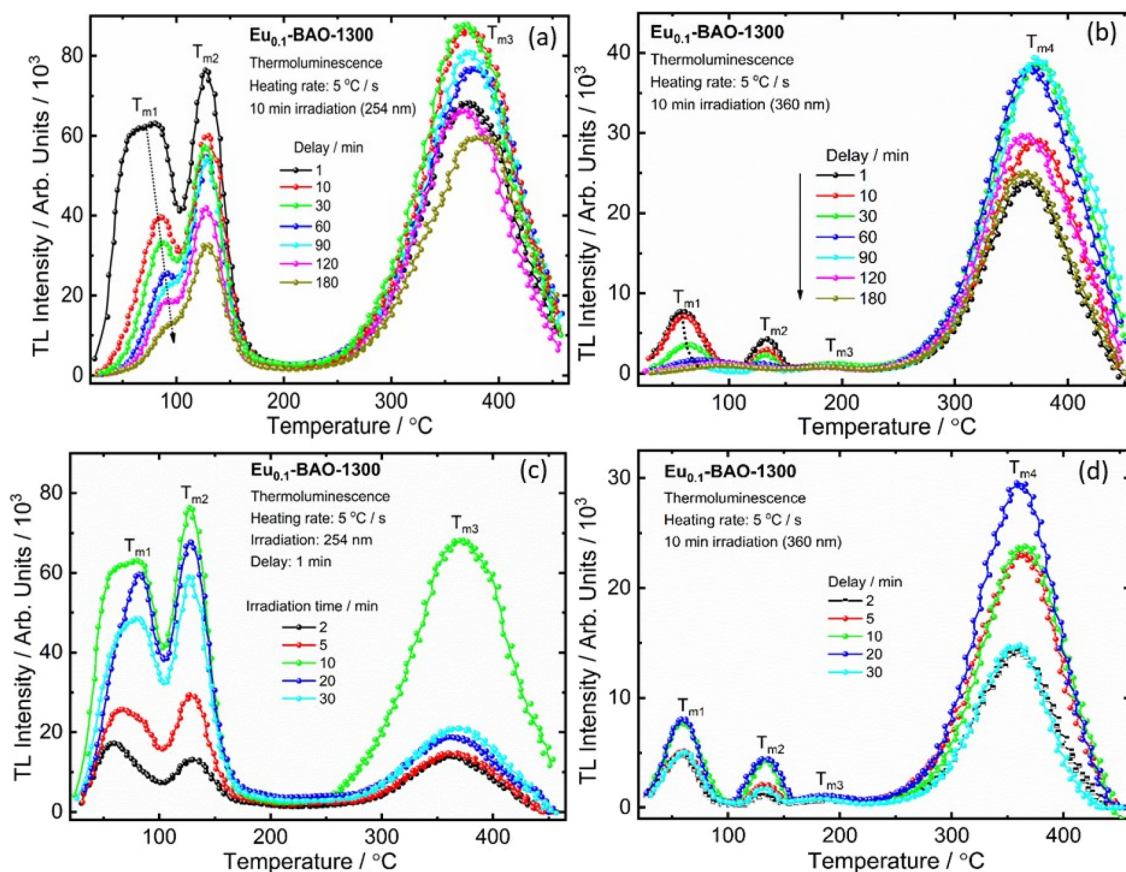 Eu0.1-BAO-1300
(a)
Thermoluminescence
Heating rate: 5 °C / s
10 min irradiation (254 nm)
Tm1
Tm2
Tm3
Delay / min
1
10
30
60
90
120
180
TL Intensity / Arb. Units / 10³
80
60
40
20
0
100
200
300
400
Temperature / °C
Eu0.1-BAO-1300
(b)
Thermoluminescence
Heating rate: 5 °C / s
10 min irradiation (360 nm)
Tm4
Delay / min
1
10
30
60
90
120
180
Tm1
Tm2
Tm3
TL Intensity / Arb. Units / 10³
40
30
20
10
0
100
200
300
400
Temperature / °C
Eu0.1-BAO-1300
(c)
Thermoluminescence
Heating rate: 5 °C / s
Irradiation: 254 nm
Delay: 1 min
Tm1
Tm2
Tm3
Irradiation time / min
2
5
10
20
30
TL Intensity / Arb. Units / 10³
80
60
40
20
0
100
200
300
400
Temperature / °C
Eu0.1-BAO-1300
(d)
Thermoluminescence
Heating rate: 5 °C / s
10 min irradiation (360 nm)
Tm4
Delay / min
2
5
10
20
30
Tm1
Tm2
Tm3
TL Intensity / Arb. Units / 10³
30
20
10
0
100
200
300
400
Temperature / °C